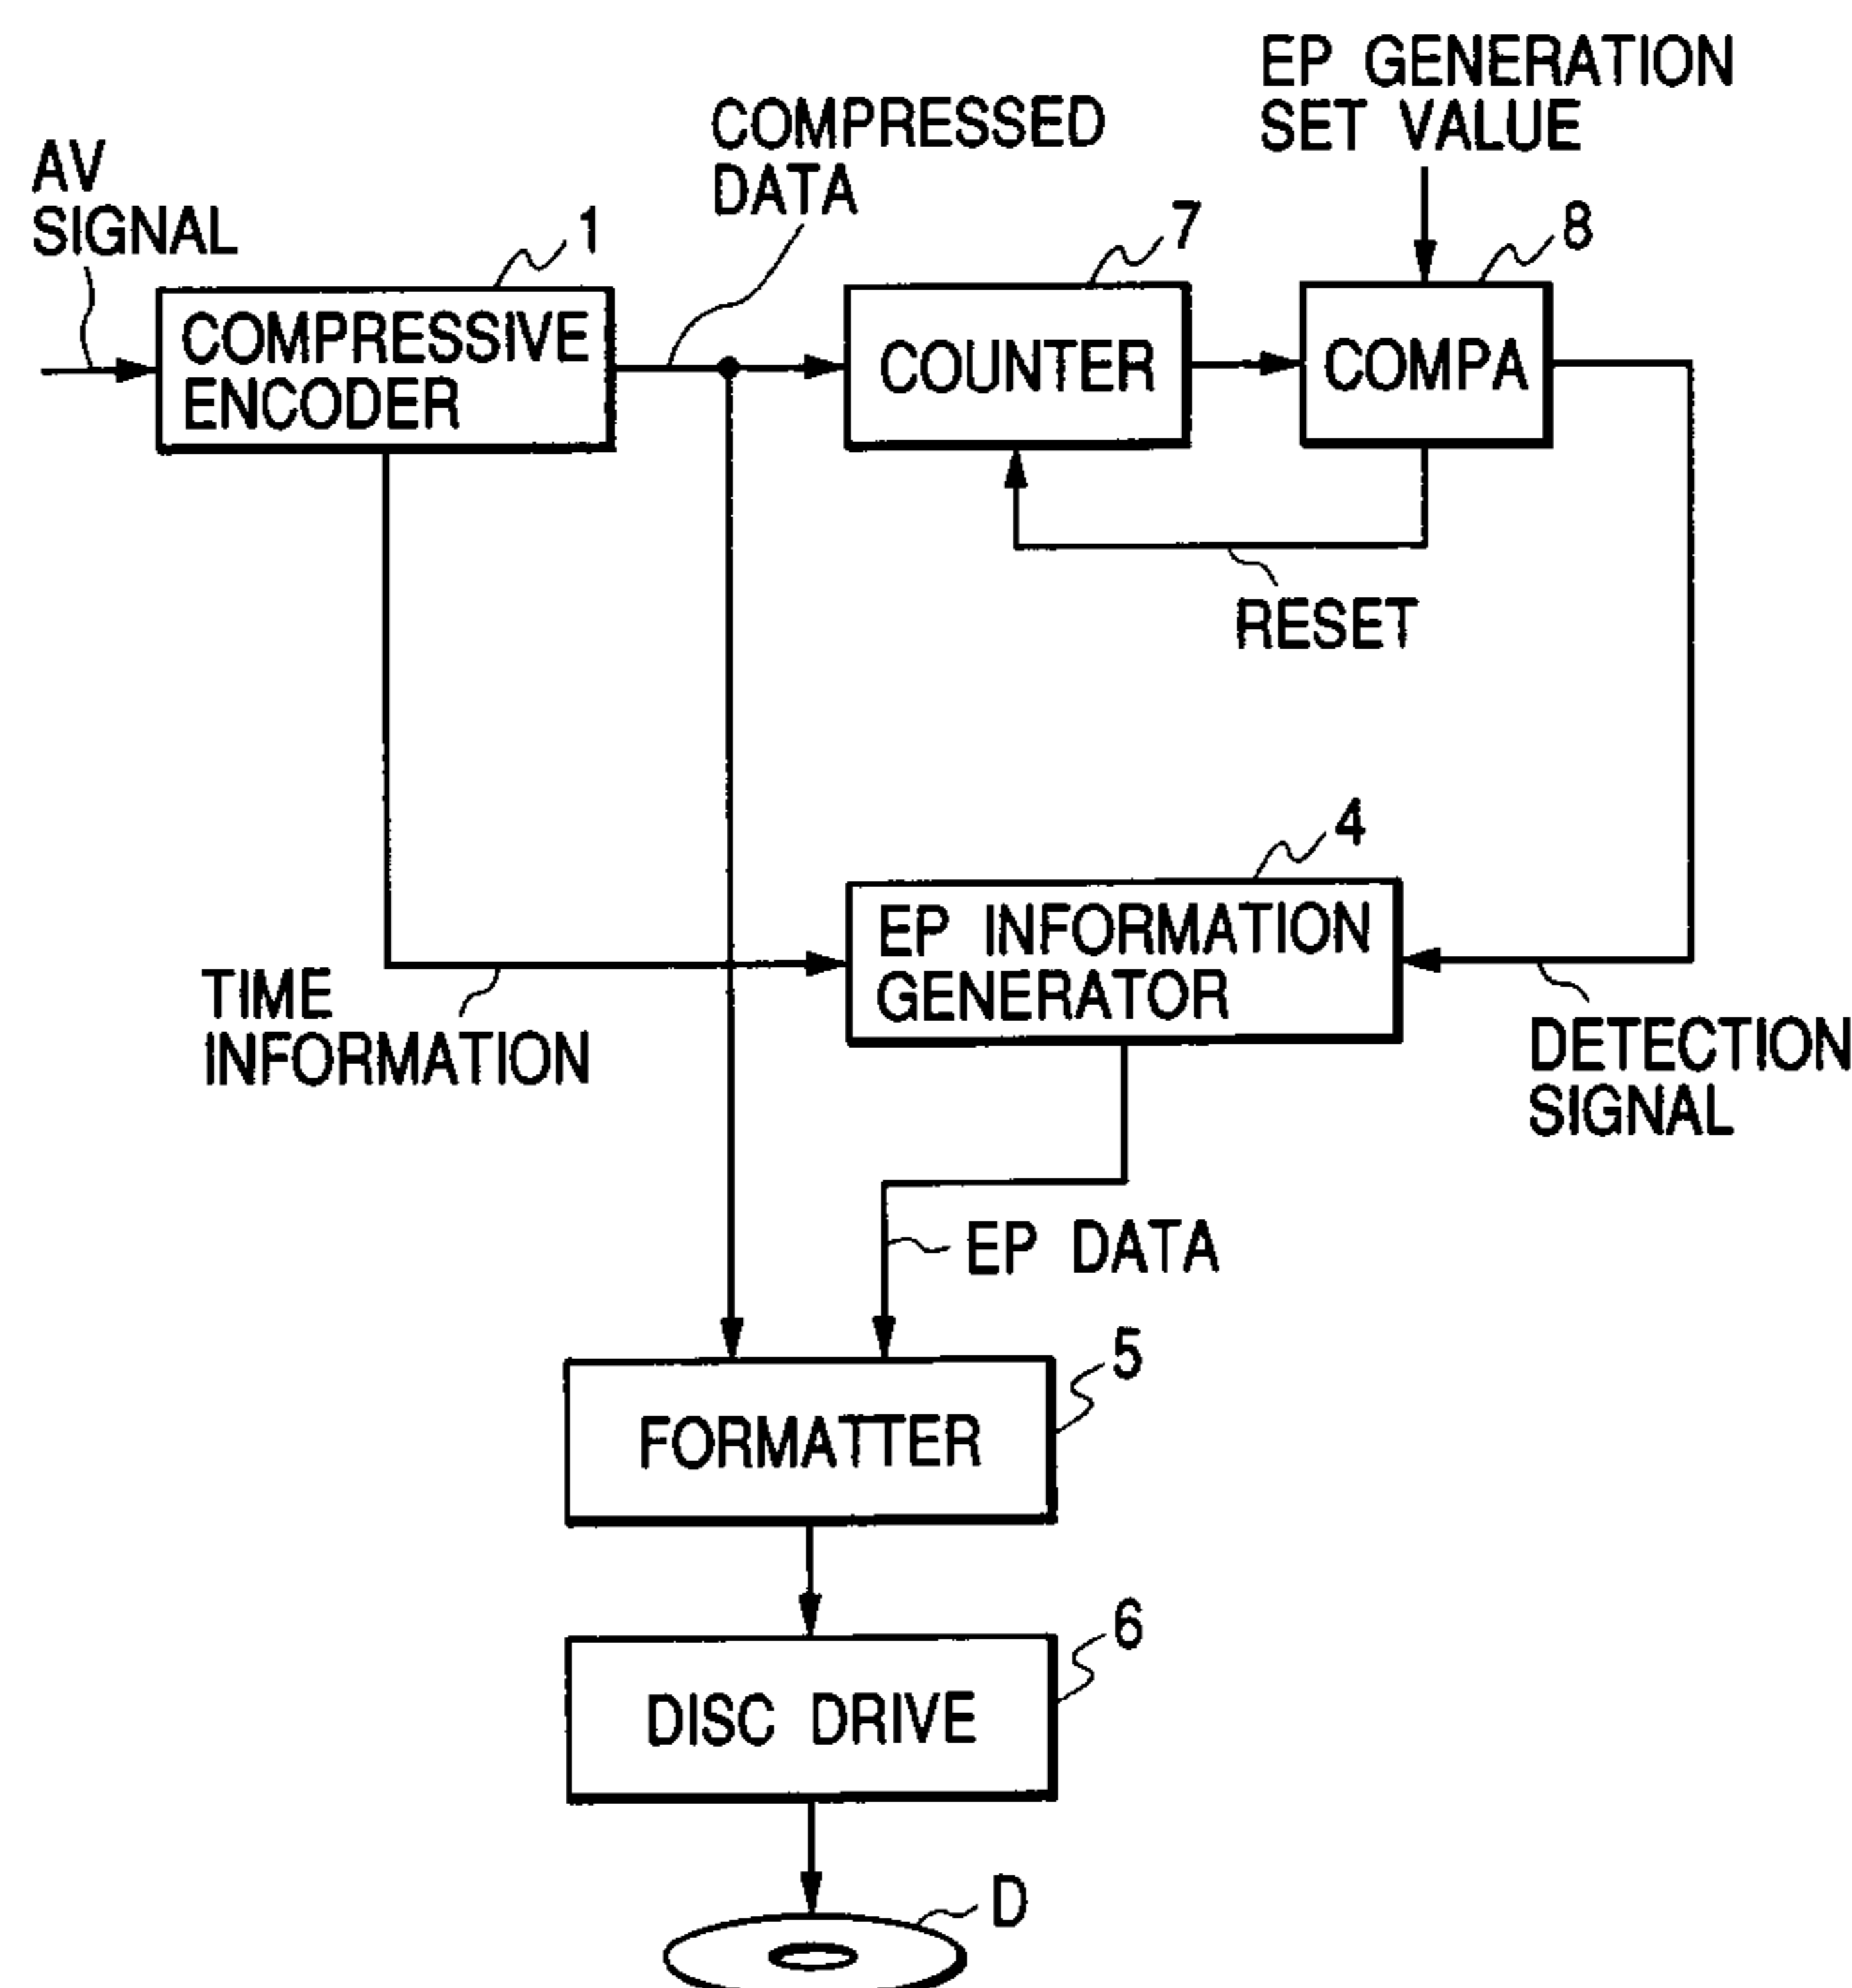 EP GENERATION
SET VALUE
COMPRESSED
DATA
AV
SIGNAL
1
7
8
COMPRESSIVE
ENCODER
COUNTER
COMPA
RESET
4
EP INFORMATION
GENERATOR
TIME
INFORMATION
DETECTION
SIGNAL
EP DATA
5
FORMATTER
6
DISC DRIVE
D